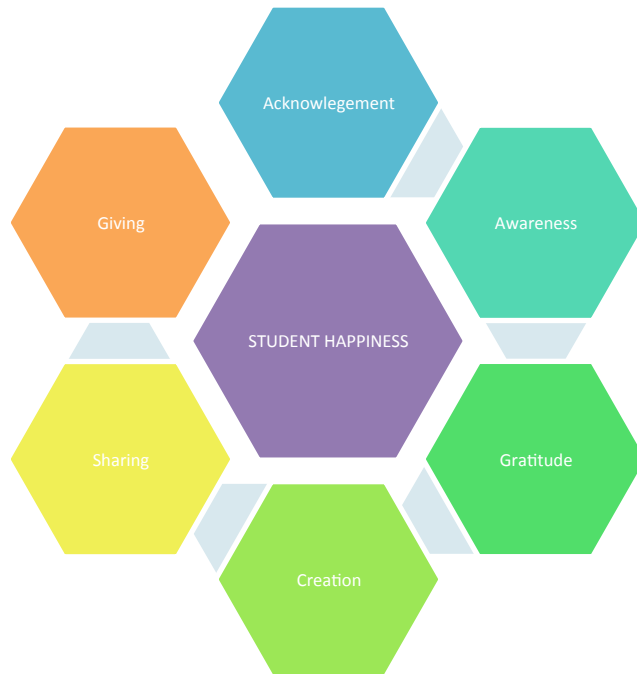 Acknowlegement
Giving
Awareness
STUDENT HAPPINESS
Sharing
Gratitude
Creation